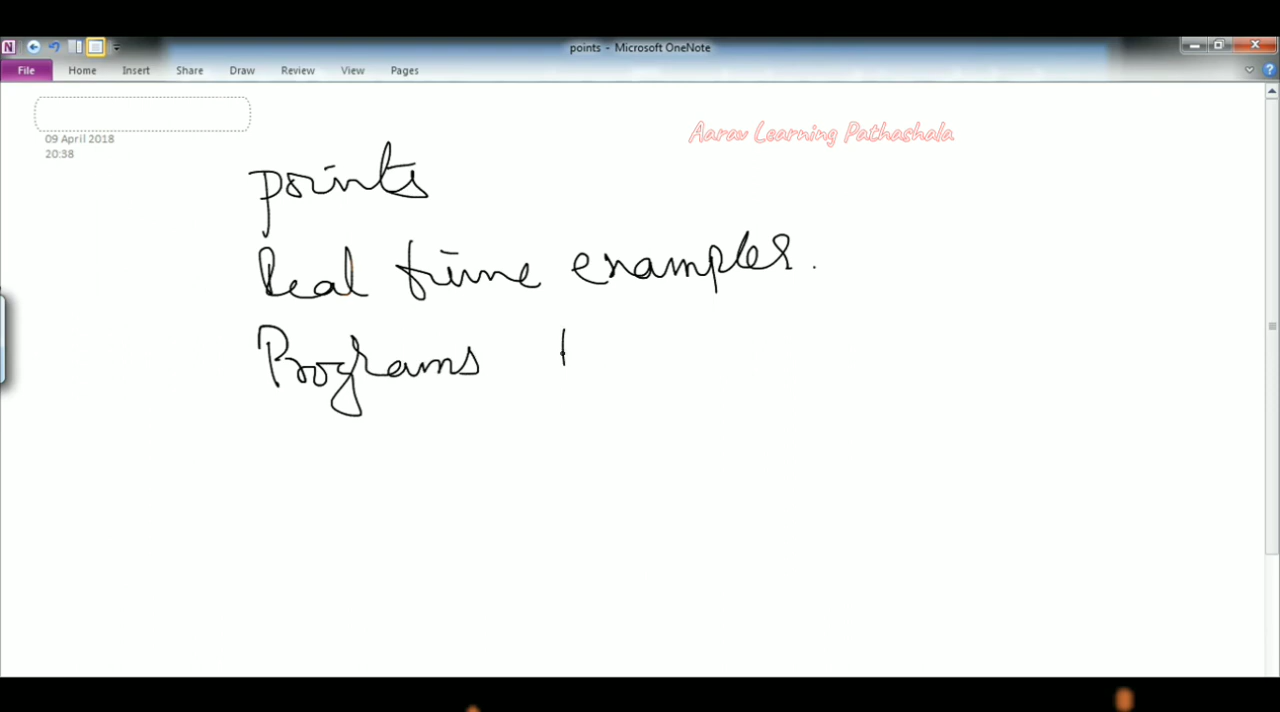 points - Microsoft OneNote
File Home Insert Share Draw Review View Pages
Aarav Learning Pathashala
09 April 2018
20:38
points
Real time examples.
Programs